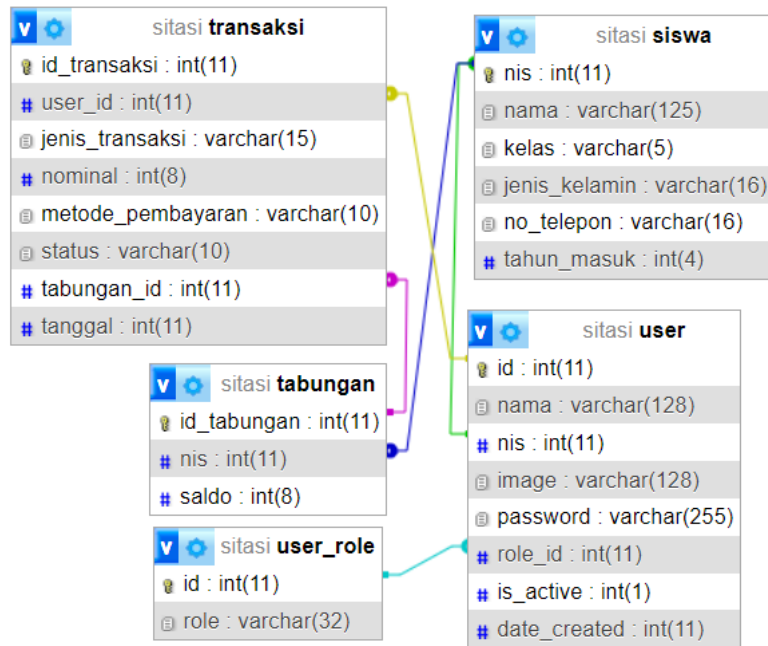 v sitasi transaksi
id_transaksi : int(11)
# user_id : int(11)
jenis_transaksi : varchar(15)
# nominal : int(8)
metode_pembayaran : varchar(10)
status : varchar(10)
# tabungan_id : int(11)
# tanggal : int(11)
v sitasi siswa
nis : int(11)
nama : varchar(125)
kelas : varchar(5)
jenis_kelamin : varchar(16)
no_telepon : varchar(16)
# tahun_masuk : int(4)
v sitasi tabungan
id_tabungan : int(11)
# nis : int(11)
# saldo : int(8)
v sitasi user
id : int(11)
nama : varchar(128)
# nis : int(11)
image : varchar(128)
password : varchar(255)
# role_id : int(11)
# is_active : int(1)
# date_created : int(11)
v sitasi user_role
id : int(11)
role : varchar(32)